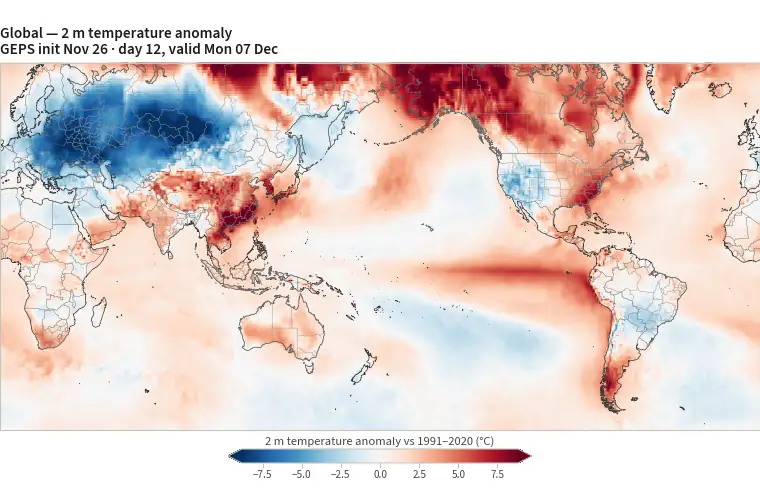 Global — 2 m temperature anomaly
GEPS init Nov 26 · day 12, valid Mon 07 Dec
2 m temperature anomaly vs 1991–2020 (°C)
−7.5 −5.0 −2.5 0.0 2.5 5.0 7.5